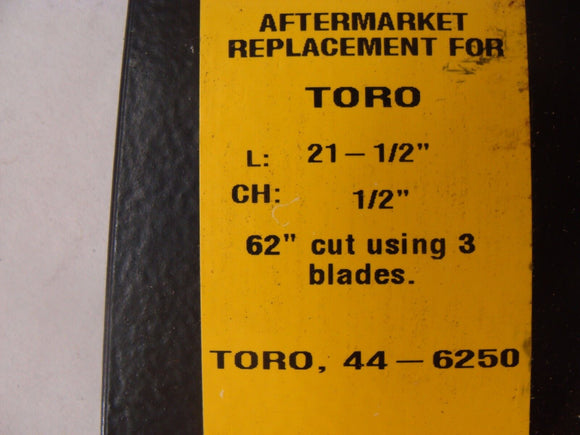 AFTERMARKET
REPLACEMENT FOR
TORO
L: 21-1/2"
CH: 1/2"
62" cut using 3
blades.
TORO, 44-6250